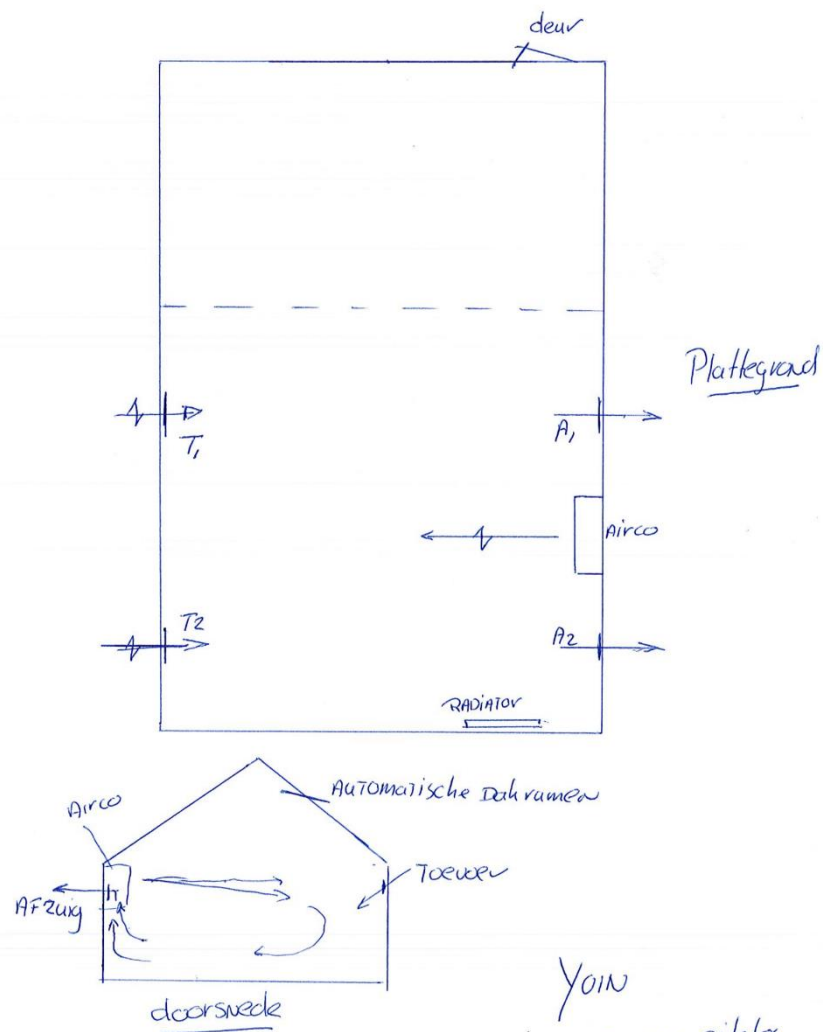 deur
Plattegrond
T1
A1
Airco
T2
A2
RADIATOR
Airco
AUTOMATISCHE Dakramen
Toevoer
AFZUIG
doorsnede
YOIN